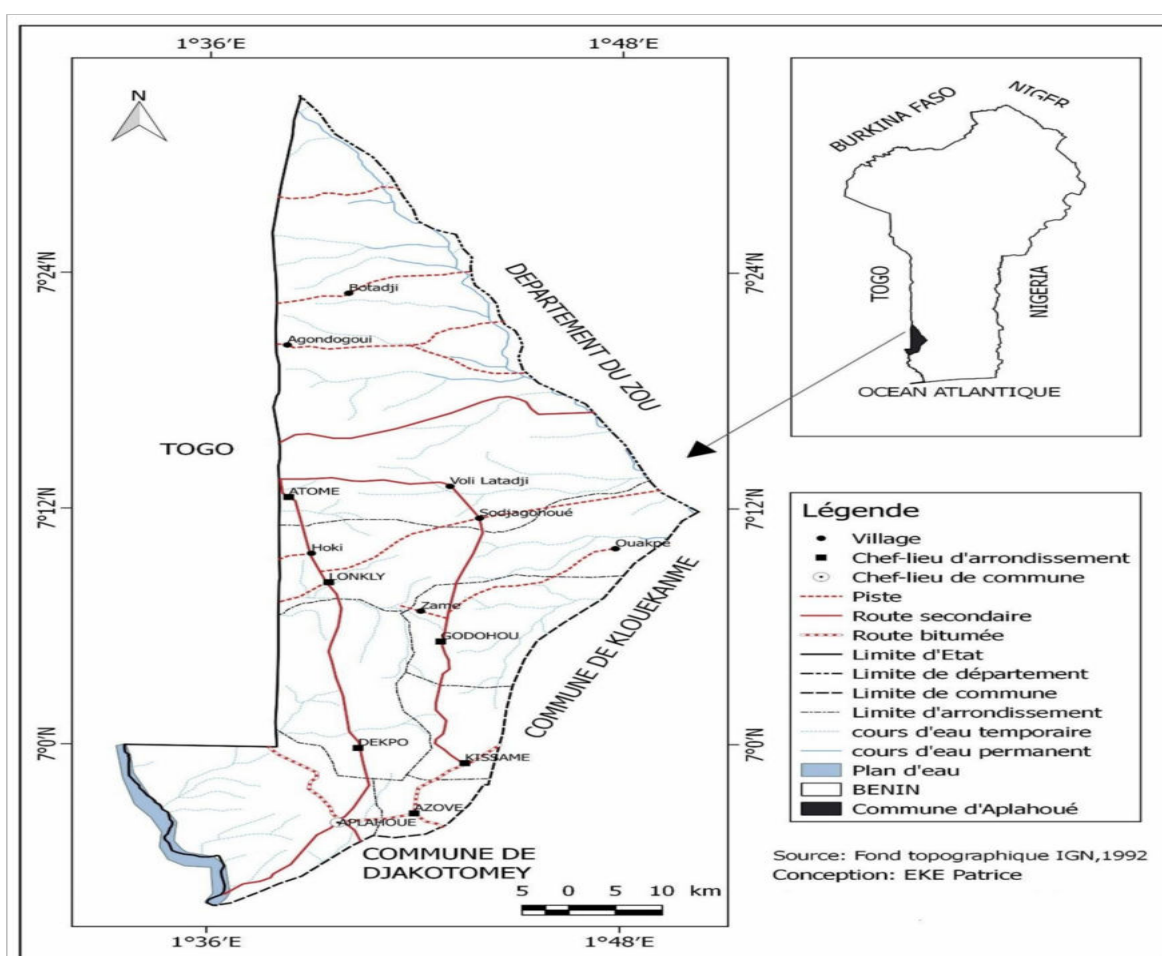 1°36'E
1°48'E
N
BURKINA FASO
NIGER
TOGO
NIGERIA
OCEAN ATLANTIQUE
7°24'N
7°24'N
Botadji
Agondogoui
DEPARTEMENT DU ZOU
TOGO
Voli Latadji
ATOME
7°12'N
7°12'N
Sodjagohoué
Hoki
Ouakpe
LONKLY
Zame
GODOHOU
COMMUNE DE KLOUEKANME
7°0'N
7°0'N
DEKPO
KISSAME
AZOVE
APLAHOUE
COMMUNE DE
DJAKOTOMEY
5 0 5 10 km
1°36'E
1°48'E
Légende
Village
Chef-lieu d'arrondissement
Chef-lieu de commune
Piste
Route secondaire
Route bitumée
Limite d'Etat
Limite de département
Limite de commune
Limite d'arrondissement
cours d'eau temporaire
cours d'eau permanent
Plan d'eau
BENIN
Commune d'Aplahoué
Source: Fond topographique IGN,1992
Conception: EKE Patrice